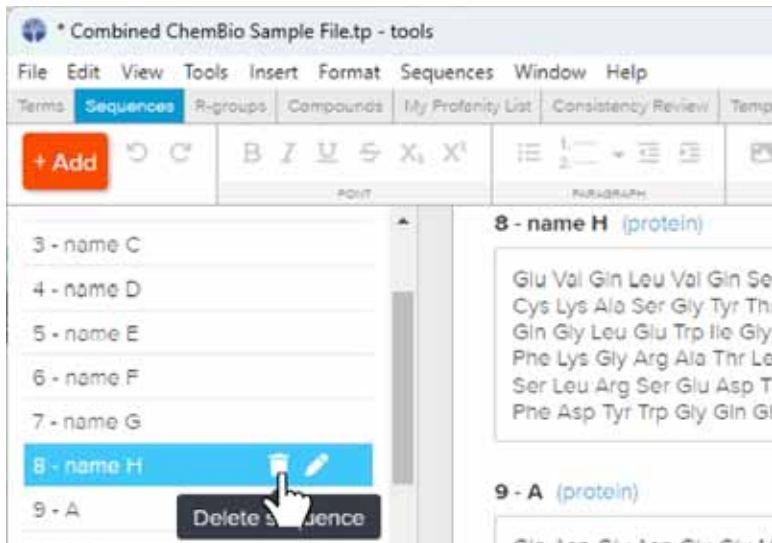 * Combined ChemBio Sample File.tp - tools
File Edit View Tools Insert Format Sequences Window Help
Terms Sequences R-groups Compounds My Profanity List Consistency Review
+ Add B I U S X₂ X²
FONT PARAGRAPH
3 - name C
4 - name D
5 - name E
6 - name F
7 - name G
8 - name H
9 - A
Delete sequence
8 - name H (protein)
Glu Val Gln Leu Val Gln
Cys Lys Ala Ser Gly Tyr
Gln Gly Leu Glu Trp Ile Gly
Phe Lys Gly Arg Ala Thr
Ser Leu Arg Ser Glu Asp
Phe Asp Tyr Trp Gly Gln
9 - A (protein)